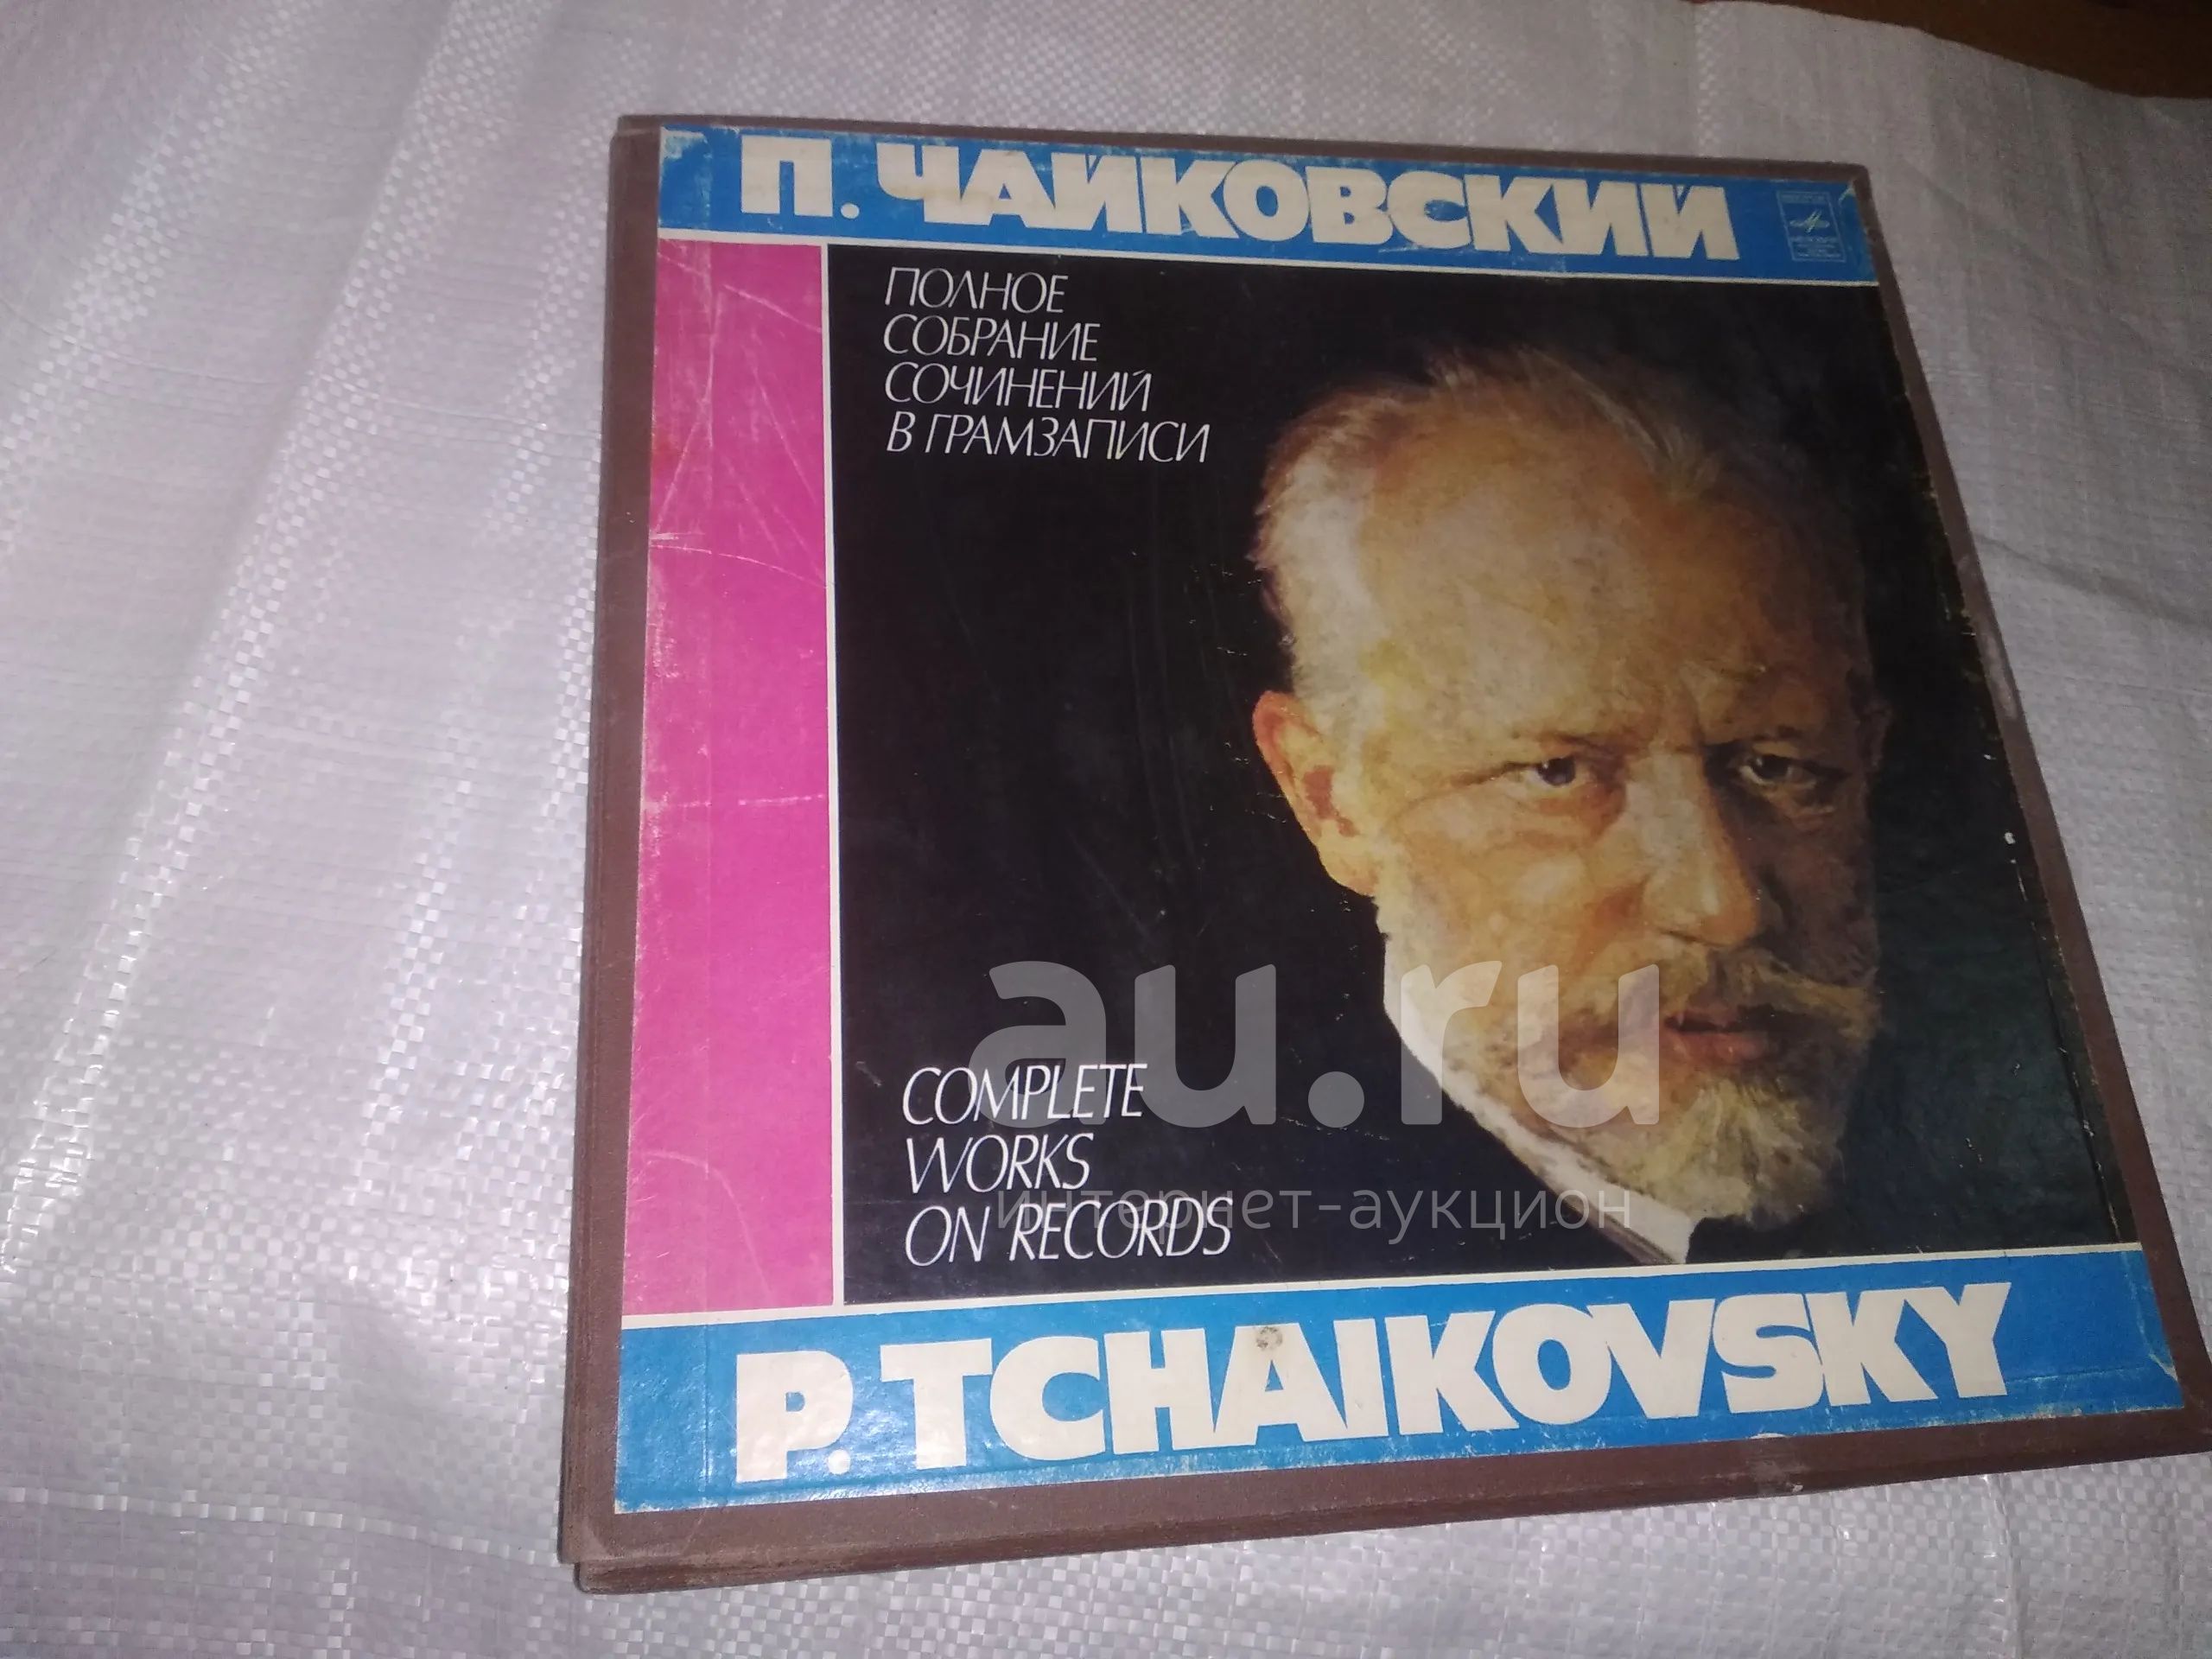 П. ЧАЙКОВСКИЙ
ПОЛНОЕ
СОБРАНИЕ
СОЧИНЕНИЙ
В ГРАМЗАПИСИ
au.ru
интернет-аукцион
COMPLETE
WORKS
ON RECORDS
P. TCHAIKOVSKY